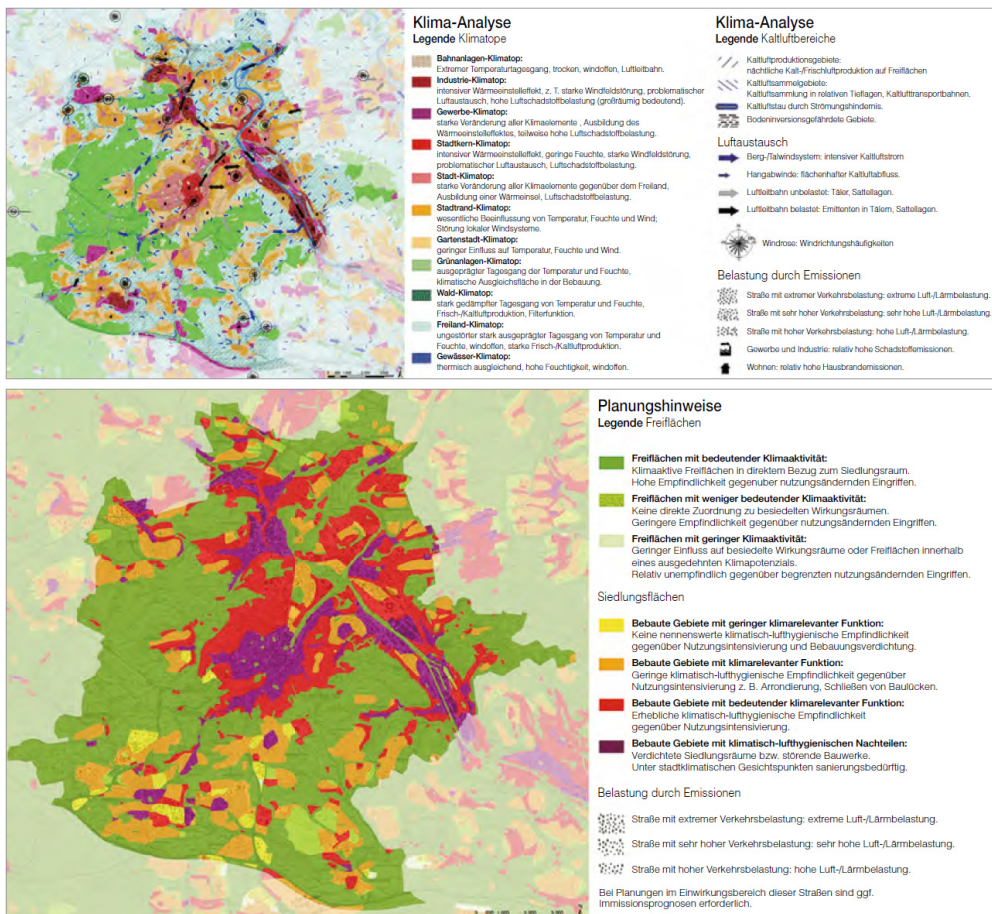 Klima-Analyse
Legende Klimatope
Bahnanlagen-Klimatop:
Extremer Temperaturtagesgang, trocken, windoffen, Luftleitbahn.
Industrie-Klimatop:
intensiver Wärmeeinstelleffekt, z. T. starke Windfeldstörung, problematischer
Luftaustausch, hohe Luftschadstoffbelastung (großräumig bedeutend).
Gewerbe-Klimatop:
starke Veränderung aller Klimaelemente , Ausbildung des
Wärmeeinstelleffektes, teilweise hohe Luftschadstoffbelastung.
Stadtkern-Klimatop:
intensiver Wärmeeinstelleffekt, geringe Feuchte, starke Windfeldstörung,
problematischer Luftaustausch, Luftschadstoffbelastung.
Stadt-Klimatop:
starke Veränderung aller Klimaelemente gegenüber dem Freiland,
Ausbildung einer Wärmeinsel, Luftschadstoffbelastung.
Stadtrand-Klimatop:
wesentliche Beeinflussung von Temperatur, Feuchte und Wind;
Störung lokaler Windsysteme.
Gartenstadt-Klimatop:
geringer Einfluss auf Temperatur, Feuchte und Wind.
Grünanlagen-Klimatop:
ausgeprägter Tagesgang der Temperatur und Feuchte,
klimatische Ausgleichsfläche in der Bebauung.
Wald-Klimatop:
stark gedämpfter Tagesgang von Temperatur und Feuchte,
Frisch-/Kaltluftproduktion, Filterfunktion.
Freiland-Klimatop:
ungestörter stark ausgeprägter Tagesgang von Temperatur und
Feuchte, windoffen, starke Frisch-/Kaltluftproduktion.
Gewässer-Klimatop:
thermisch ausgleichend, hohe Feuchtigkeit, windoffen.
Klima-Analyse
Legende Kaltluftbereiche
Kaltluftproduktionsgebiete:
nächtliche Kalt-/Frischluftproduktion auf Freiflächen
Kaltluftsammelgebiete:
Kaltluftsammlung in relativen Tieflagen, Kaltlufttransportbahnen.
Kaltluftstau durch Strömungshindernis.
Bodeninversionsgefährdete Gebiete.
Luftaustausch
Berg-/Talwindsystem: intensiver Kaltluftstrom
Hangabwinde: flächenhafter Kaltluftabfluss.
Luftleitbahn unbelastet: Täler, Sattellagen.
Luftleitbahn belastet: Emittenten in Tälern, Sattellagen.
Windrose: Windrichtungshäufigkeiten
Belastung durch Emissionen
Straße mit extremer Verkehrsbelastung: extreme Luft-/Lärmbelastung.
Straße mit sehr hoher Verkehrsbelastung: sehr hohe Luft-/Lärmbelastung.
Straße mit hoher Verkehrsbelastung: hohe Luft-/Lärmbelastung.
Gewerbe und Industrie: relativ hohe Schadstoffemissionen.
Wohnen: relativ hohe Hausbrandemissionen.
Planungshinweise
Legende Freiflächen
Freiflächen mit bedeutender Klimaaktivität:
Klimaaktive Freiflächen in direktem Bezug zum Siedlungsraum.
Hohe Empfindlichkeit gegenuber nutzungsändernden Eingriffen.
Freiflächen mit weniger bedeutender Klimaaktivität:
Keine direkte Zuordnung zu besiedelten Wirkungsräumen.
Geringere Empfindlichkeit gegenüber nutzungsändernden Eingriffen.
Freiflächen mit geringer Klimaaktivität:
Geringer Einfluss auf besiedelte Wirkungsräume oder Freiflächen innerhalb
eines ausgedehnten Klimapotenzials.
Relativ unempfindlich gegenüber begrenzten nutzungsändernden Eingriffen.
Siedlungsflächen
Bebaute Gebiete mit geringer klimarelevanter Funktion:
Keine nennenswerte klimatisch-lufthygienische Empfindlichkeit
gegenüber Nutzungsintensivierung und Bebauungsverdichtung.
Bebaute Gebiete mit klimarelevanter Funktion:
Geringe klimatisch-lufthygienische Empfindlichkeit gegenüber
Nutzungsintensivierung z. B. Arrondierung, Schließen von Baulücken.
Bebaute Gebiete mit bedeutender klimarelevanter Funktion:
Erhebliche klimatisch-lufthygienische Empfindlichkeit
gegenüber Nutzungsintensivierung.
Bebaute Gebiete mit klimatisch-lufthygienischen Nachteilen:
Verdichtete Siedlungsräume bzw. störende Bauwerke.
Unter stadtklimatischen Gesichtspunkten sanierungsbedürftig.
Belastung durch Emissionen
Straße mit extremer Verkehrsbelastung: extreme Luft-/Lärmbelastung.
Straße mit sehr hoher Verkehrsbelastung: sehr hohe Luft-/Lärmbelastung.
Straße mit hoher Verkehrsbelastung: hohe Luft-/Lärmbelastung.
Bei Planungen im Einwirkungsbereich dieser Straßen sind ggf.
Immissionsprognosen erforderlich.